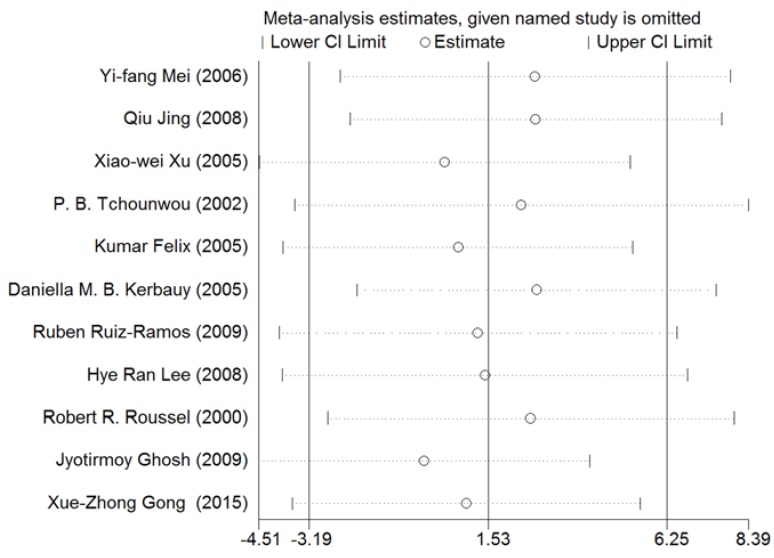 Meta-analysis estimates, given named study is omitted
| Lower CI Limit ○ Estimate | Upper CI Limit
Yi-fang Mei (2006)
Qiu Jing (2008)
Xiao-wei Xu (2005)
P. B. Tchounwou (2002)
Kumar Felix (2005)
Daniella M. B. Kerbauy (2005)
Ruben Ruiz-Ramos (2009)
Hye Ran Lee (2008)
Robert R. Roussel (2000)
Jyotirmoy Ghosh (2009)
Xue-Zhong Gong (2015)
-4.51 -3.19 1.53 6.25 8.39